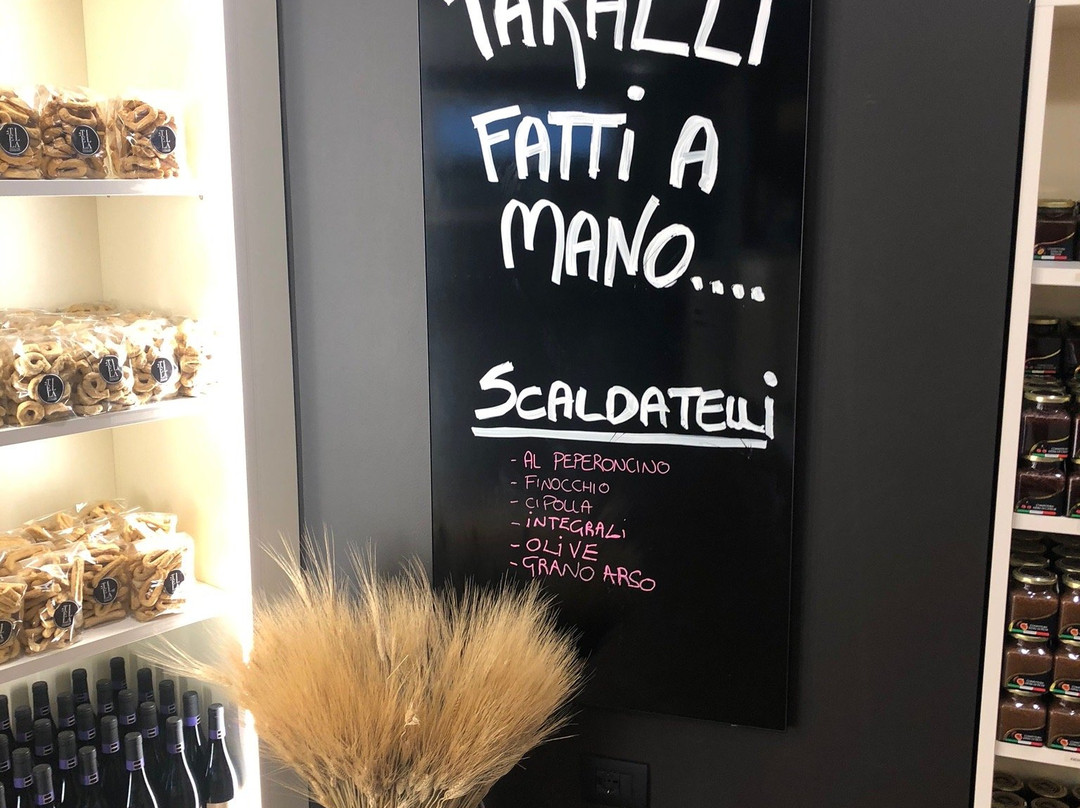 TARALLI
FATTI A
MANO....
SCALDATELLI
- AL PEPERONCINO
- FINOCCHIO
- CIPOLLA
- INTEGRALI
- OLIVE
- GRANO ARSO